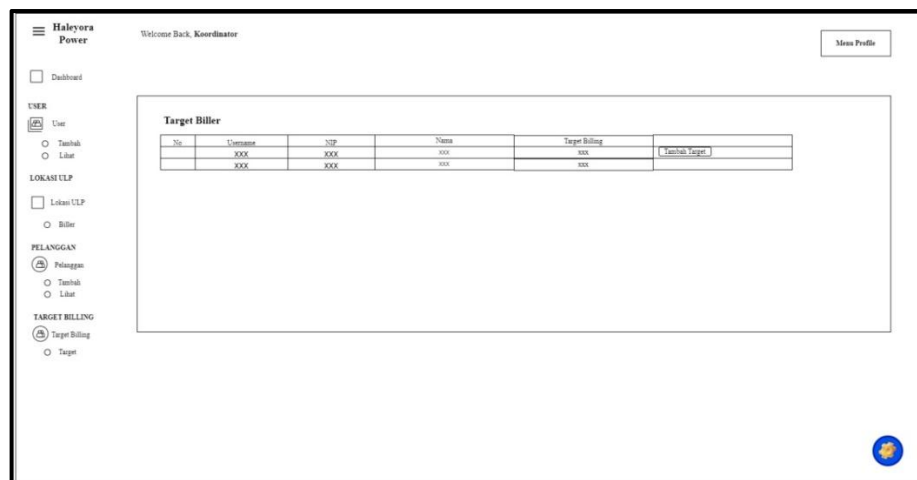 Haleyora
Power
Welcome Back, Koordinator
Menu Profile
Dashboard
USER
User
Tambah
Lihat
LOKASI ULP
Lokasi ULP
Biller
PELANGGAN
Pelanggan
Tambah
Lihat
TARGET BILLING
Target Billing
Target
Target Biller
No Username NIP Nama Target Billing
XXX XXX xxx xxx Tambah Target
XXX XXX xxx xxx